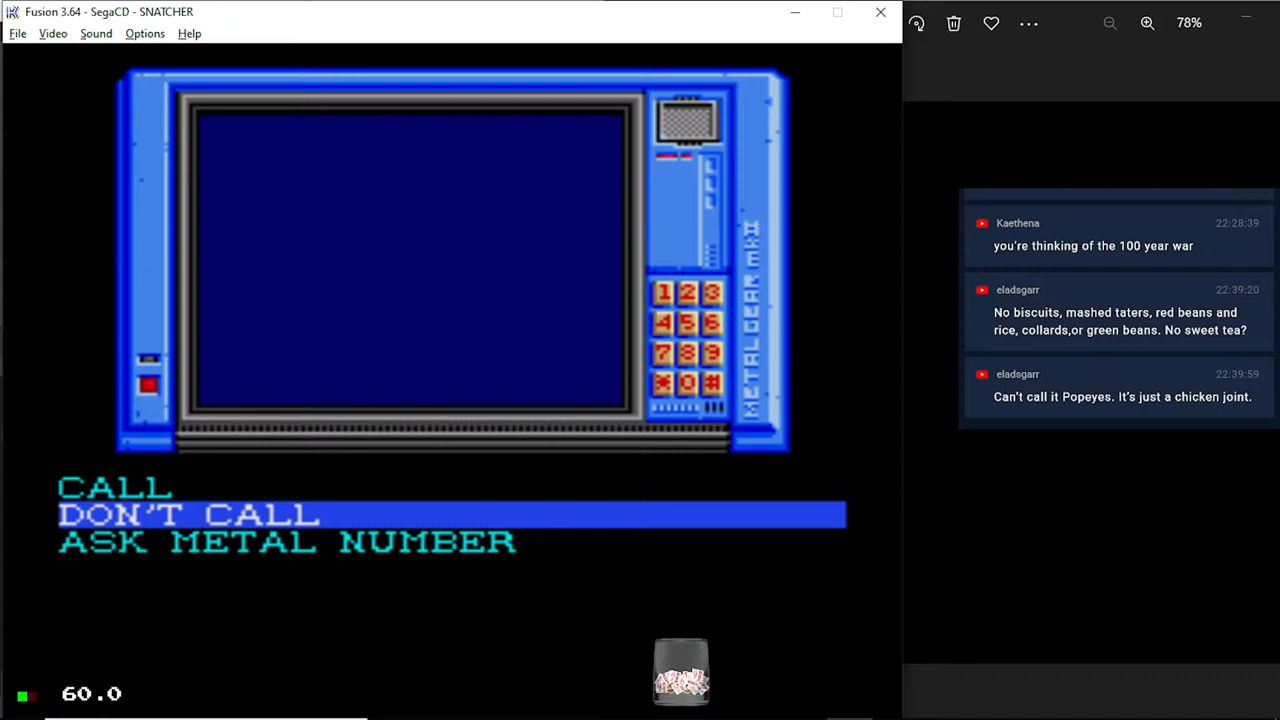 Fusion 3.64 - SegaCD - SNATCHER
File Video Sound Options Help
78%
1 2 3
4 5 6
7 8 9
* 0 #
METALGEAR mkII
CALL
DON'T CALL
ASK METAL NUMBER
60.0
Kaethena 22:28:39
you're thinking of the 100 year war
eladsgarr 22:39:20
No biscuits, mashed taters, red beans and
rice, collards,or green beans. No sweet tea?
eladsgarr 22:39:59
Can't call it Popeyes. It's just a chicken joint.